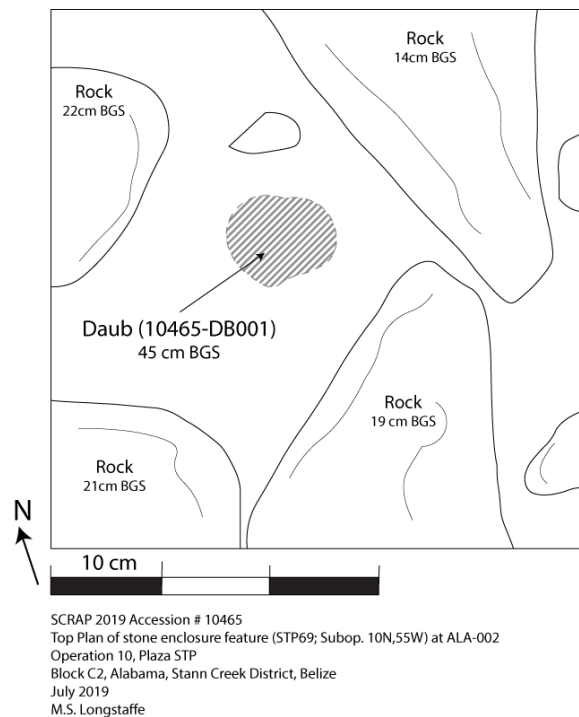 Rock
14cm BGS
Rock
22cm BGS
Daub (10465-DB001)
45 cm BGS
Rock
19 cm BGS
Rock
21cm BGS
N
10 cm
SCRAP 2019 Accession # 10465
Top Plan of stone enclosure feature (STP69; Subop. 10N,55W) at ALA-002
Operation 10, Plaza STP
Block C2, Alabama, Stann Creek District, Belize
July 2019
M.S. Longstaffe